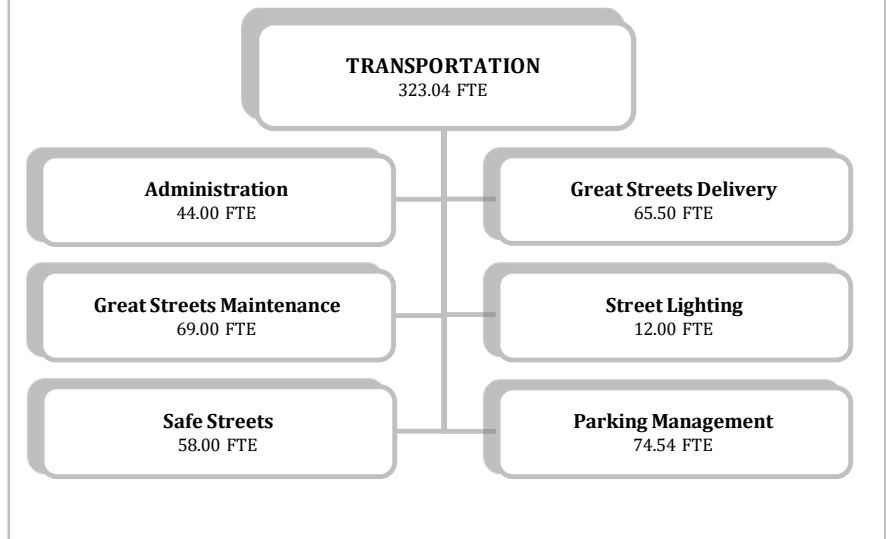 TRANSPORTATION
323.04 FTE
Administration
44.00 FTE
Great Streets Delivery
65.50 FTE
Great Streets Maintenance
69.00 FTE
Street Lighting
12.00 FTE
Safe Streets
58.00 FTE
Parking Management
74.54 FTE